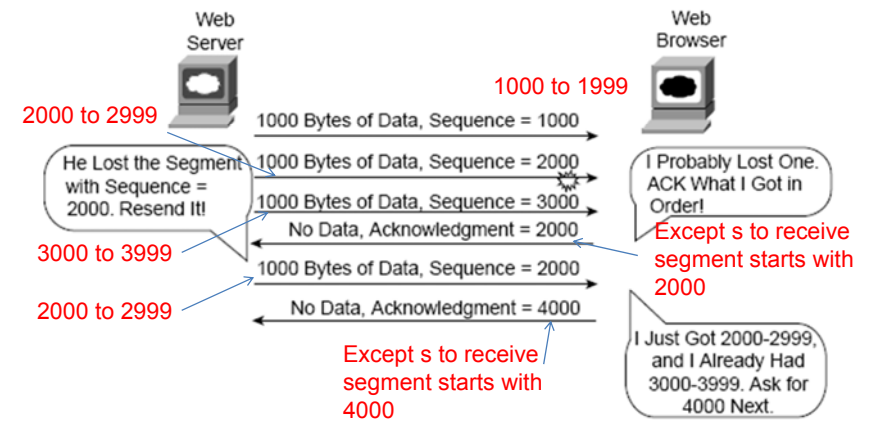 Web
Server
Web
Browser
1000 to 1999
2000 to 2999
1000 Bytes of Data, Sequence = 1000
He Lost the Segment
with Sequence =
2000. Resend It!
1000 Bytes of Data, Sequence = 2000
I Probably Lost One.
ACK What I Got in
Order!
1000 Bytes of Data, Sequence = 3000
No Data, Acknowledgment = 2000
Except s to receive
segment starts with
2000
3000 to 3999
1000 Bytes of Data, Sequence = 2000
2000 to 2999
No Data, Acknowledgment = 4000
Except s to receive
segment starts with
4000
I Just Got 2000-2999,
and I Already Had
3000-3999. Ask for
4000 Next.